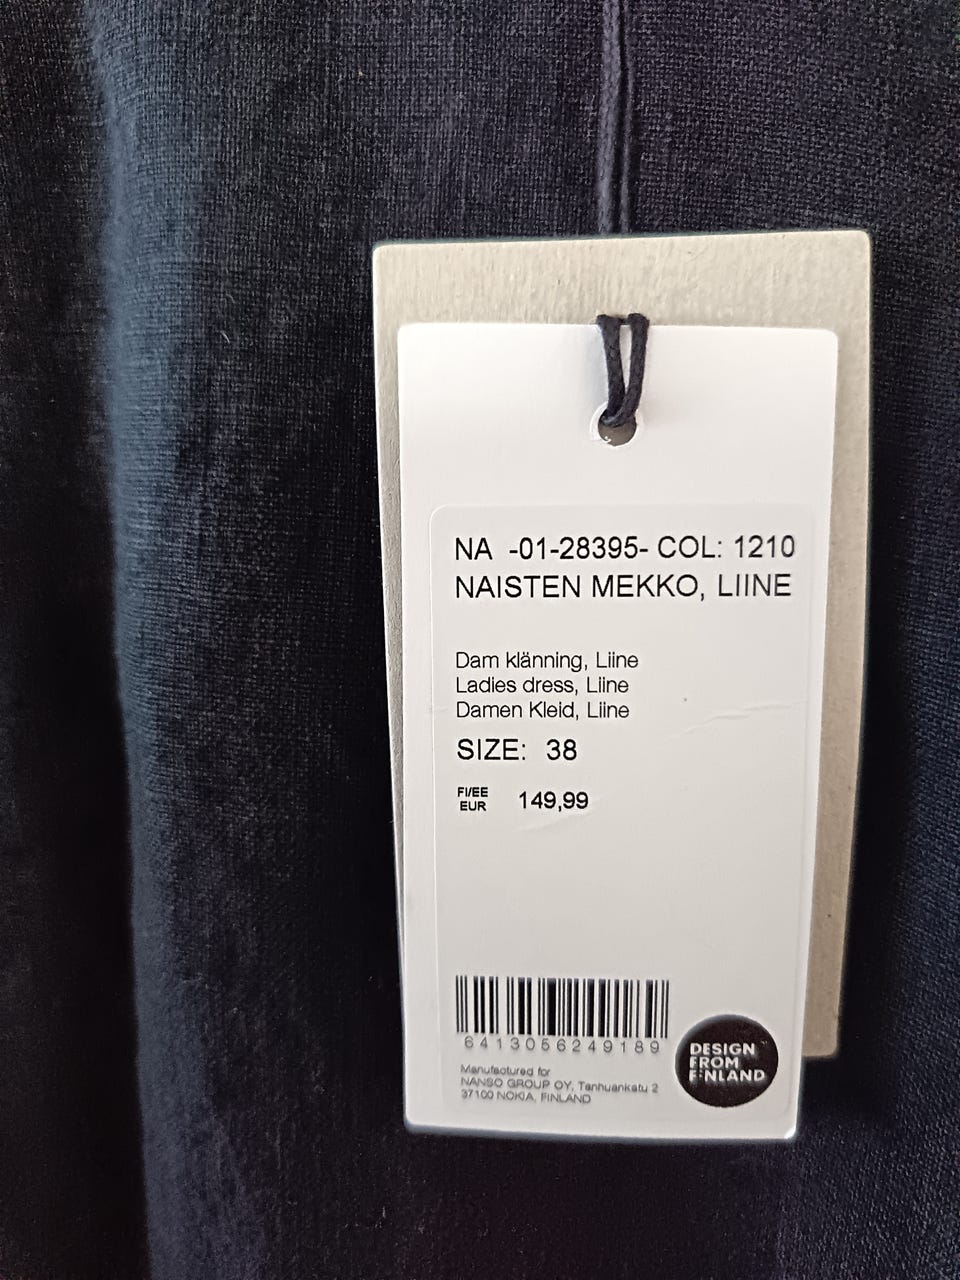 NA -01-28395- COL: 1210
NAISTEN MEKKO, LIINE
Dam klänning, Liine
Ladies dress, Liine
Damen Kleid, Liine
SIZE: 38
FI/EE
EUR 149,99
6413056249189
Manufactured for
NANSO GROUP OY, Tanhuankatu 2
37100 NOKIA, FINLAND
DESIGN
FROM
FINLAND